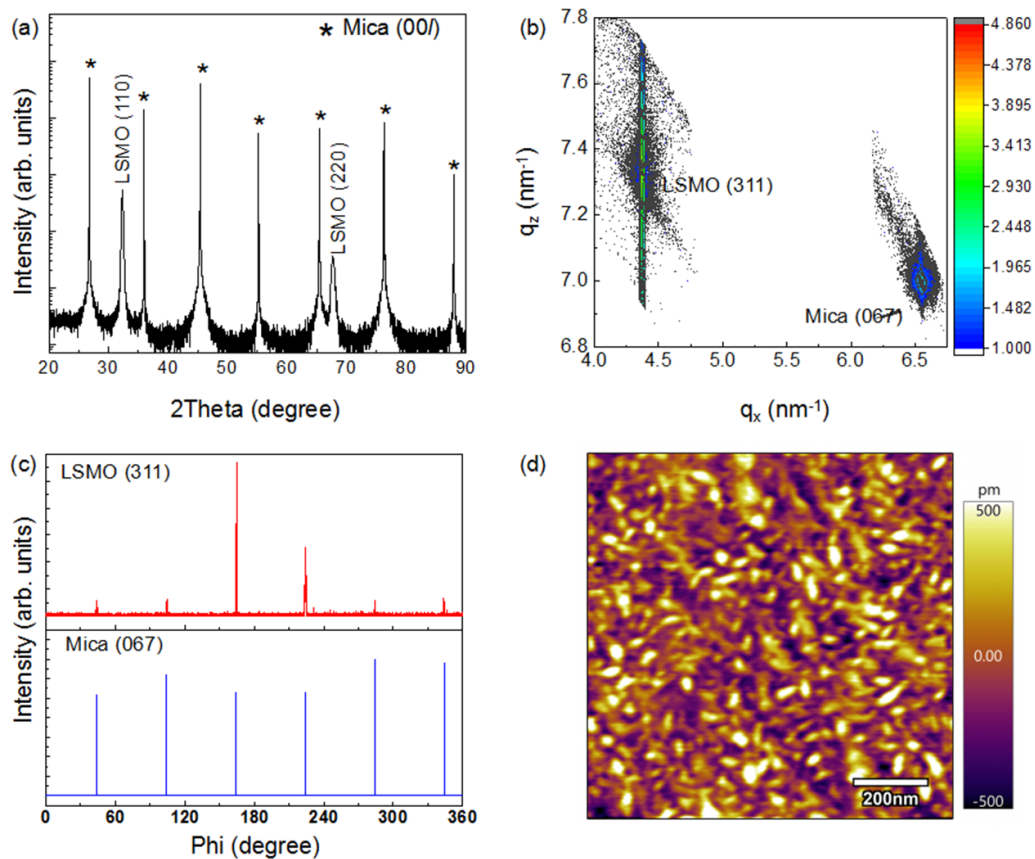 (a)
* Mica (00l)
* * * * * * * *
LSMO (110)
LSMO (220)
Intensity (arb. units)
20 30 40 50 60 70 80 90
2Theta (degree)
(b)
7.8
7.6
7.4
7.2
7.0
6.8
qz (nm-1)
LSMO (311)
Mica (067)
4.0 4.5 5.0 5.5 6.0 6.5
qx (nm-1)
4.860
4.378
3.895
3.413
2.930
2.448
1.965
1.482
1.000
(c)
LSMO (311)
Mica (067)
Intensity (arb. units)
0 60 120 180 240 300 360
Phi (degree)
(d)
200nm
pm
500
0.00
-500